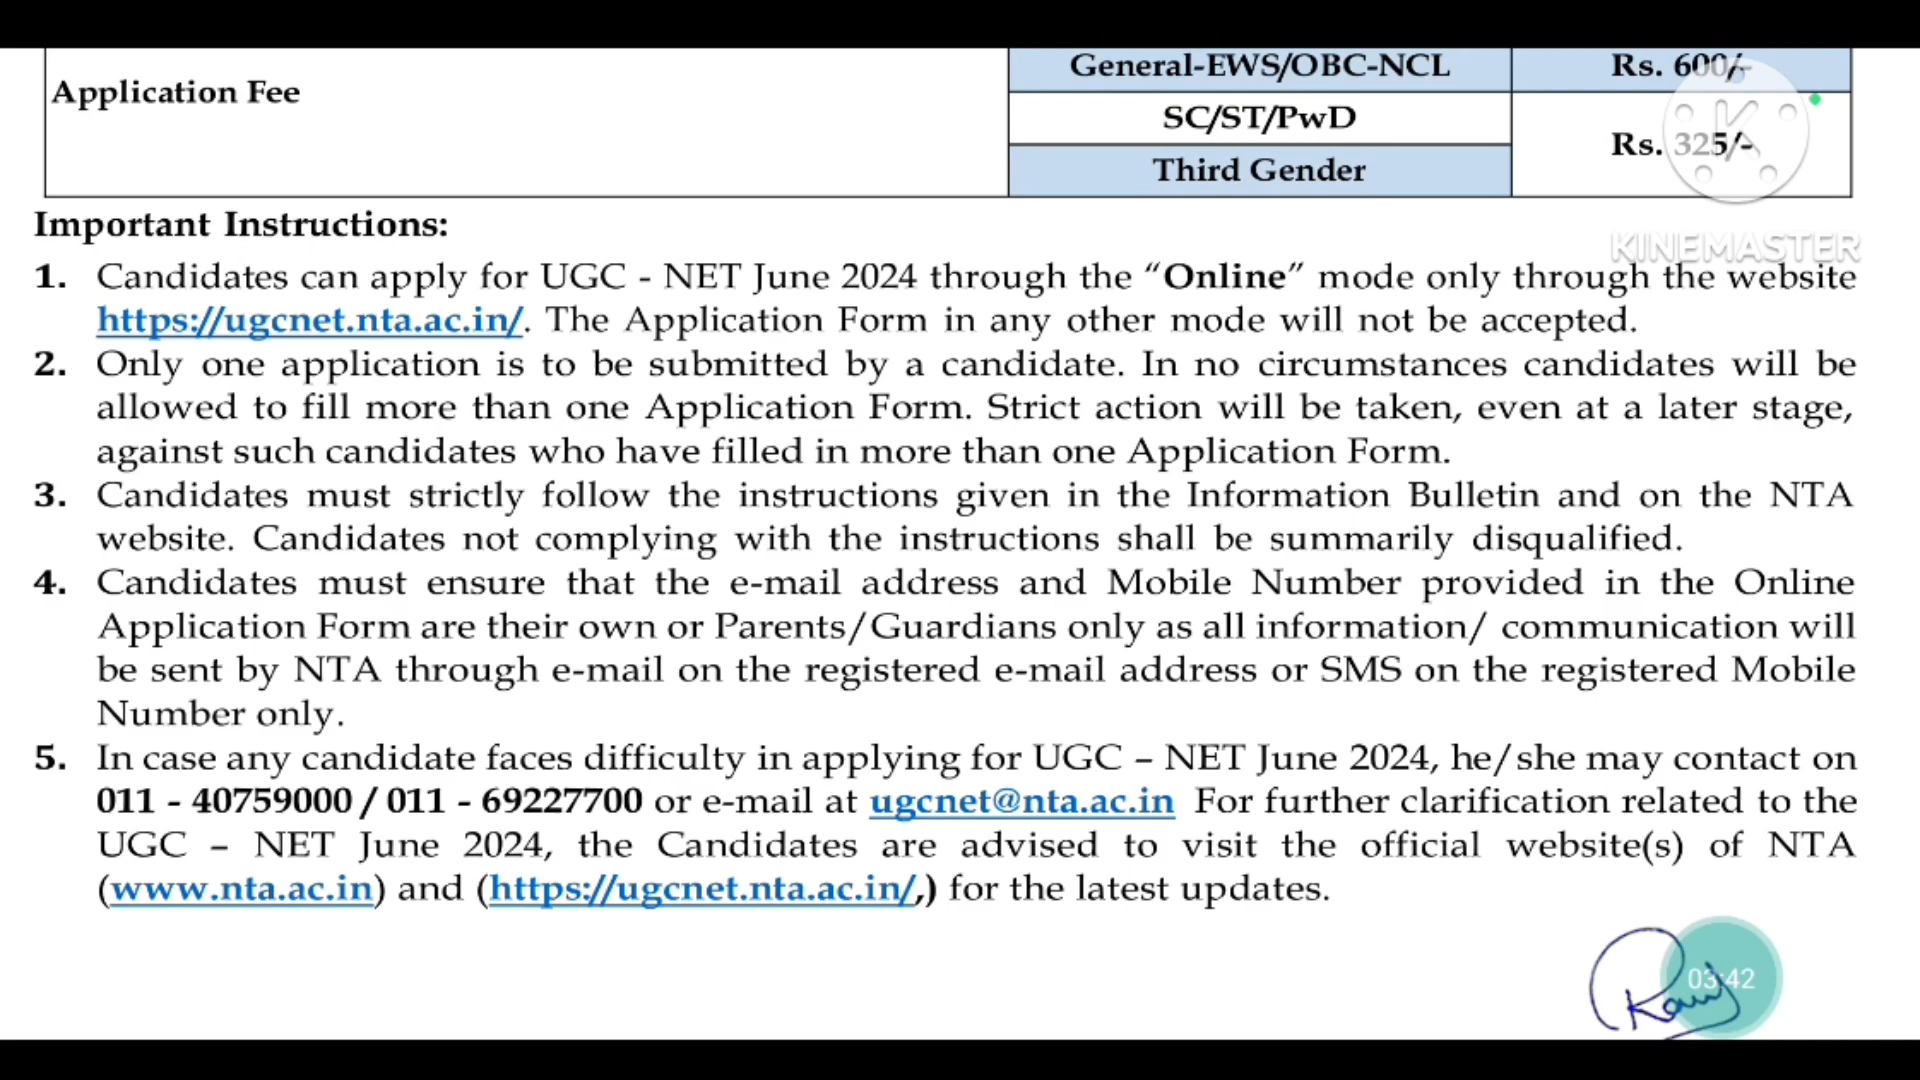 General-EWS/OBC-NCL Rs. 600/-
Application Fee
SC/ST/PwD
Rs. 325/-
Third Gender
KINEMASTER
Important Instructions:
1. Candidates can apply for UGC - NET June 2024 through the “Online” mode only through the website
https://ugcnet.nta.ac.in/. The Application Form in any other mode will not be accepted.
2. Only one application is to be submitted by a candidate. In no circumstances candidates will be
allowed to fill more than one Application Form. Strict action will be taken, even at a later stage,
against such candidates who have filled in more than one Application Form.
3. Candidates must strictly follow the instructions given in the Information Bulletin and on the NTA
website. Candidates not complying with the instructions shall be summarily disqualified.
4. Candidates must ensure that the e-mail address and Mobile Number provided in the Online
Application Form are their own or Parents/Guardians only as all information/ communication will
be sent by NTA through e-mail on the registered e-mail address or SMS on the registered Mobile
Number only.
5. In case any candidate faces difficulty in applying for UGC – NET June 2024, he/she may contact on
011 - 40759000 / 011 - 69227700 or e-mail at ugcnet@nta.ac.in For further clarification related to the
UGC – NET June 2024, the Candidates are advised to visit the official website(s) of NTA
(www.nta.ac.in) and (https://ugcnet.nta.ac.in/,) for the latest updates.
03:42